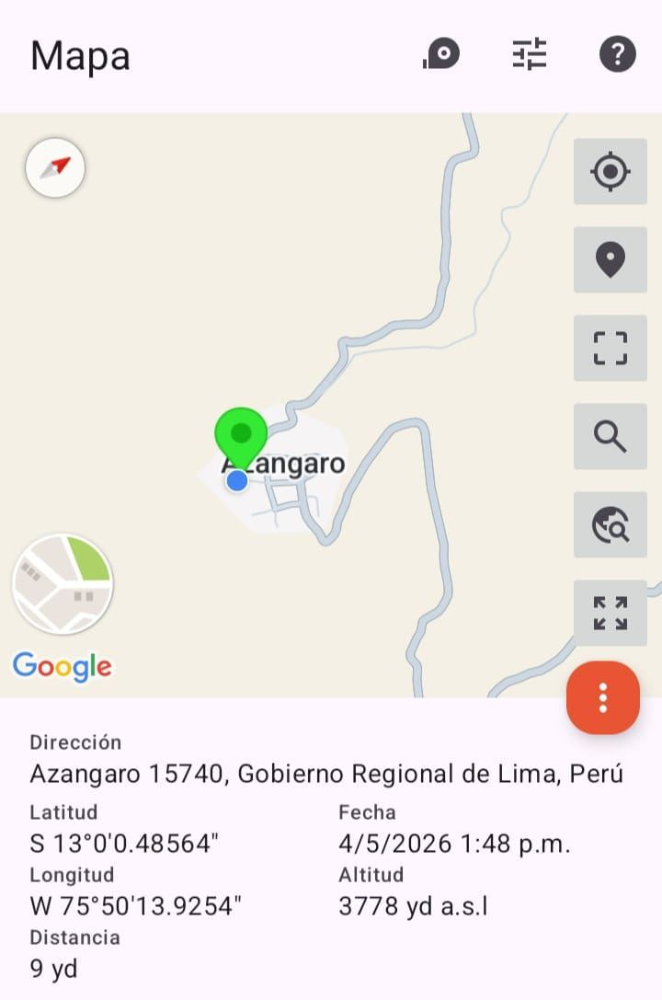 Mapa
Azangaro
Google
Dirección
Azangaro 15740, Gobierno Regional de Lima, Perú
Latitud
S 13°0'0.48564"
Fecha
4/5/2026 1:48 p.m.
Longitud
W 75°50'13.9254"
Altitud
3778 yd a.s.l
Distancia
9 yd